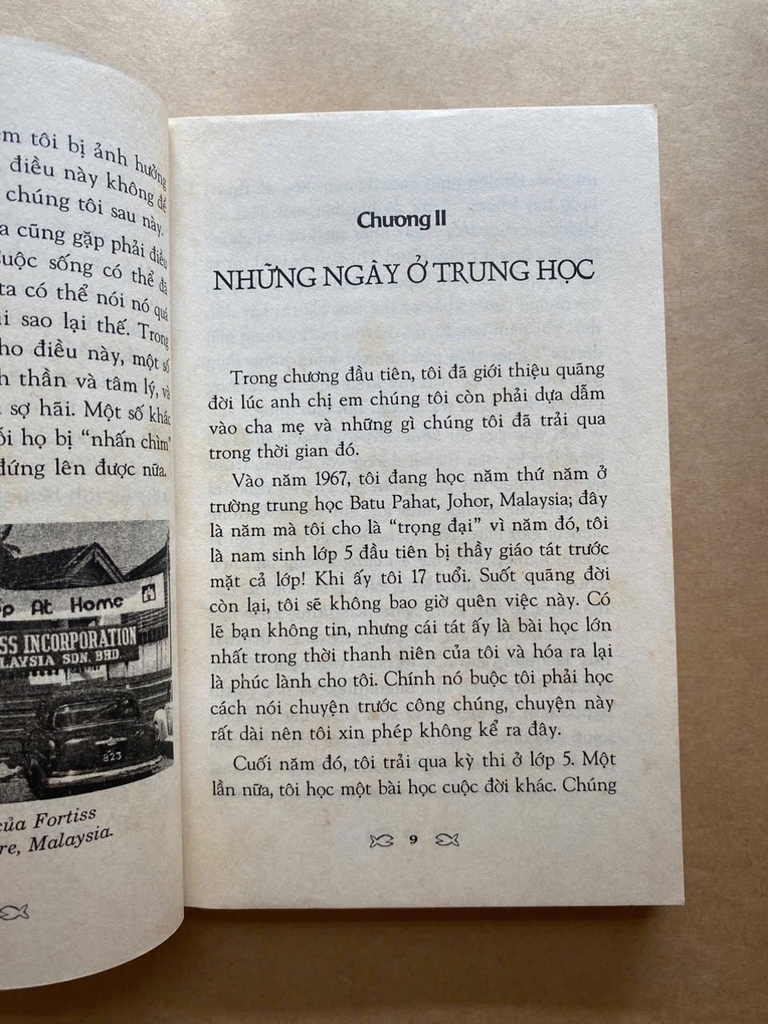 em tôi bị ảnh hưởng
điều này không để
chúng tôi sau này.
a cũng gặp phải điều
Cuộc sống có thể đã
ta có thể nói nó quá
i sao lại thế. Trong
ho điều này, một số
h thần và tâm lý, và
sợ hãi. Một số khác
ỗi họ bị “nhấn chìm”
đứng lên được nữa.
p At Home
SS INCORPORATION
LAYSIA SDN. BHD.
823
của Fortiss
re, Malaysia.
Chương II
NHỮNG NGÂY Ở TRUNG HỌC
Trong chương đầu tiên, tôi đã giới thiệu quãng
đời lúc anh chị em chúng tôi còn phải dựa dẫm
vào cha mẹ và những gì chúng tôi đã trải qua
trong thời gian đó.
Vào năm 1967, tôi đang học năm thứ năm ở
trường trung học Batu Pahat, Johor, Malaysia; đây
là năm mà tôi cho là “trọng đại” vì năm đó, tôi
là nam sinh lớp 5 đầu tiên bị thầy giáo tát trước
mặt cả lớp! Khi ấy tôi 17 tuổi. Suốt quãng đời
còn lại, tôi sẽ không bao giờ quên việc này. Có
lẽ bạn không tin, nhưng cái tát ấy là bài học lớn
nhất trong thời thanh niên của tôi và hóa ra lại
là phúc lành cho tôi. Chính nó buộc tôi phải học
cách nói chuyện trước công chúng, chuyện này
rất dài nên tôi xin phép không kể ra đây.
Cuối năm đó, tôi trải qua kỳ thi ở lớp 5. Một
lần nữa, tôi học một bài học cuộc đời khác. Chúng
9